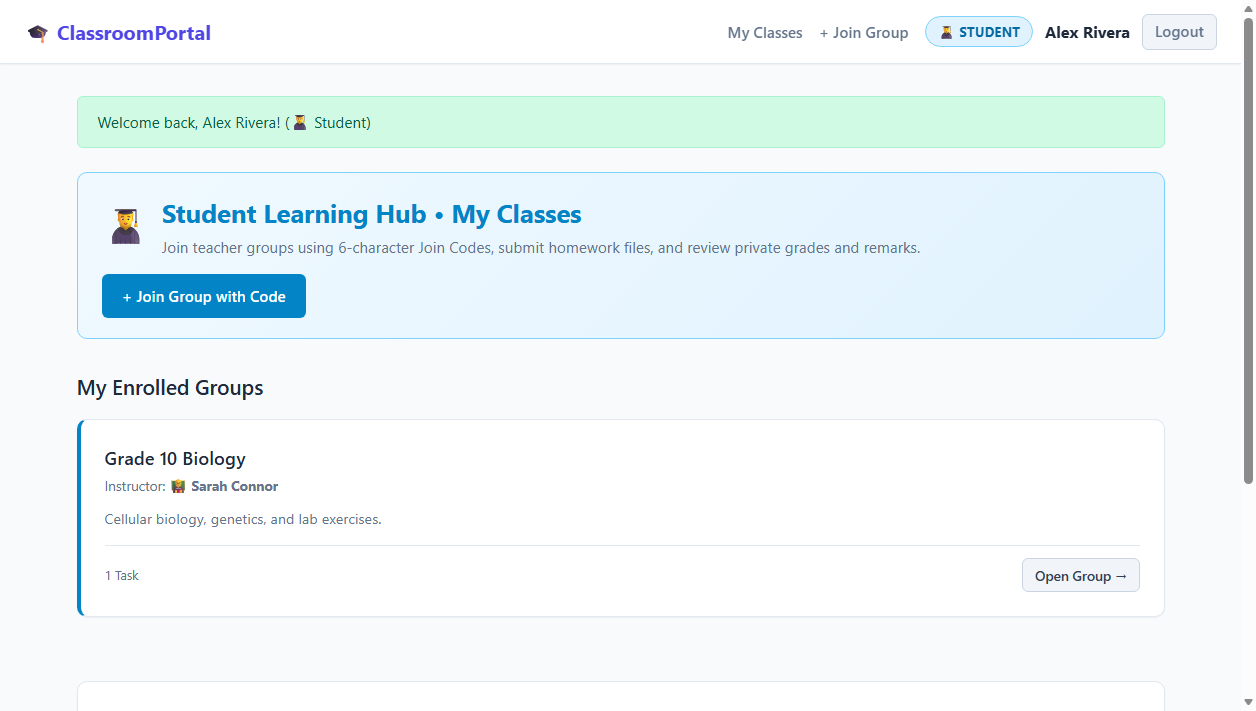 ClassroomPortal
My Classes + Join Group STUDENT Alex Rivera Logout
Welcome back, Alex Rivera! ( Student)
Student Learning Hub • My Classes
Join teacher groups using 6-character Join Codes, submit homework files, and review private grades and remarks.
+ Join Group with Code
My Enrolled Groups
Grade 10 Biology
Instructor: Sarah Connor
Cellular biology, genetics, and lab exercises.
1 Task
Open Group →